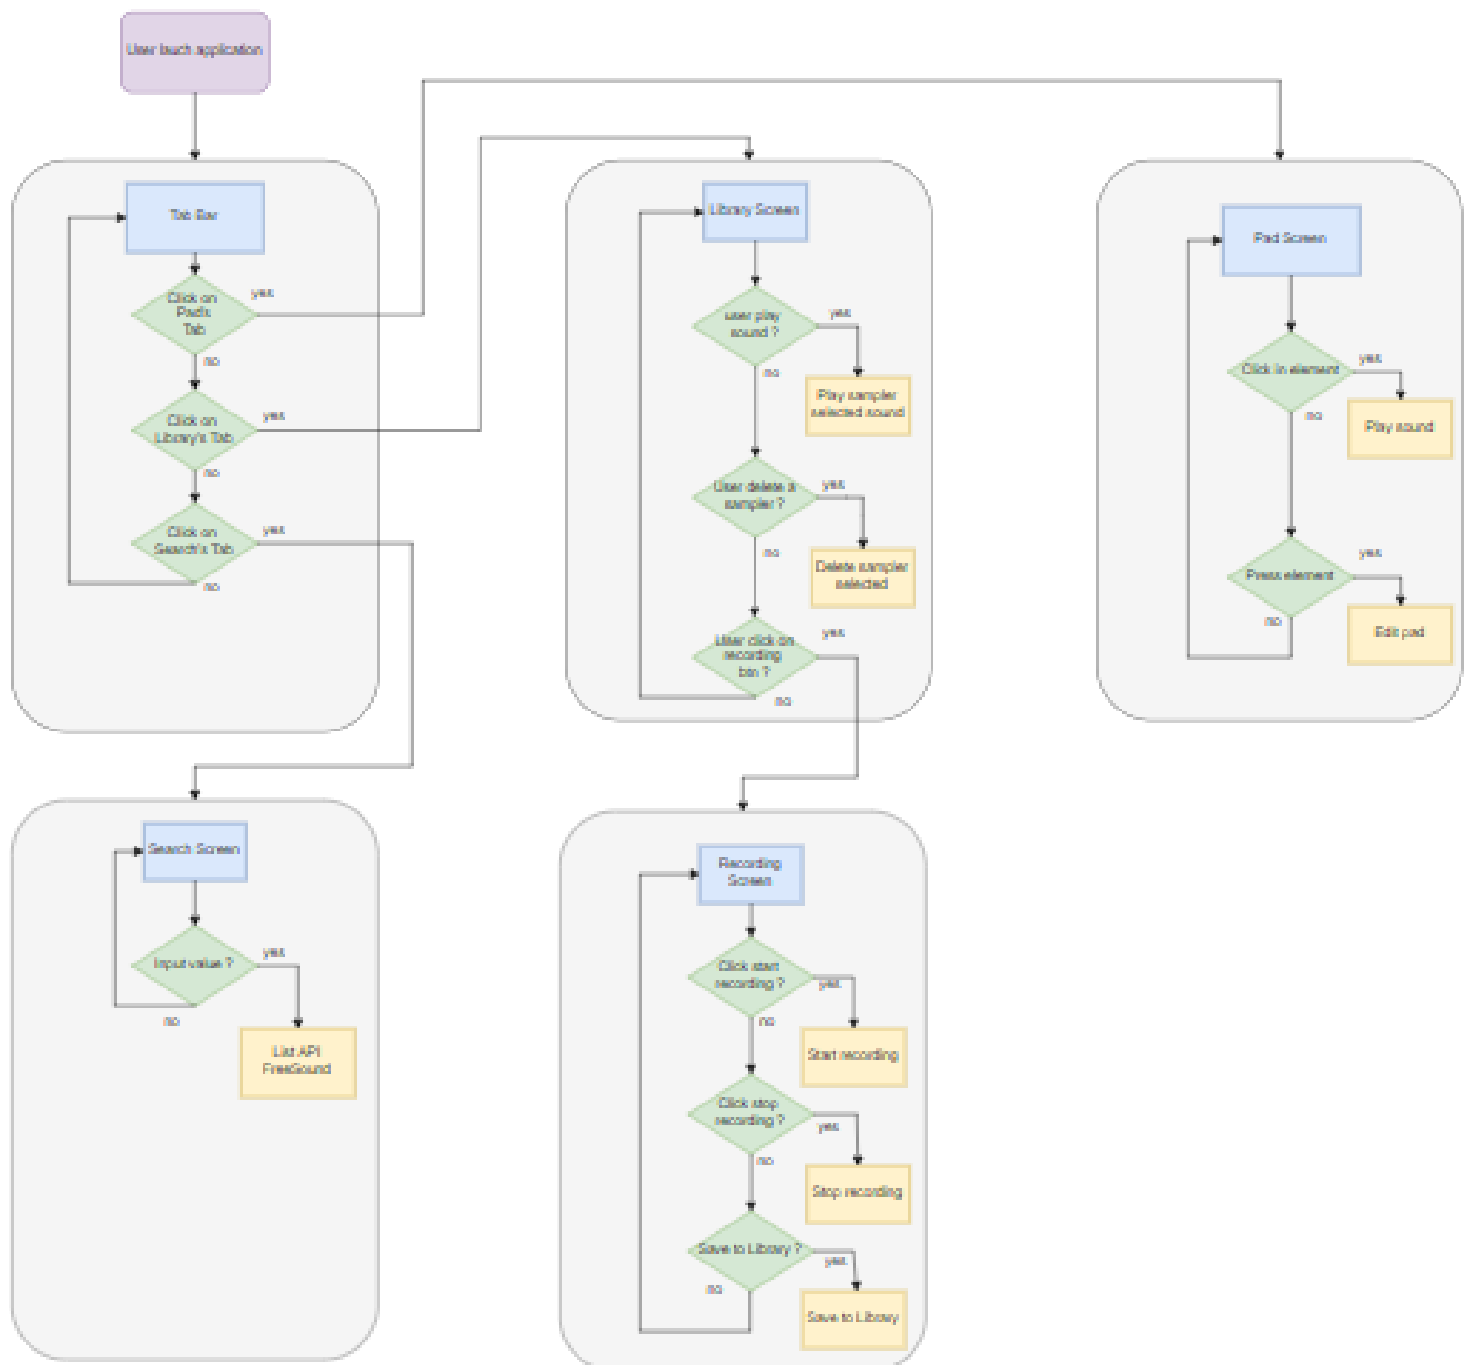 User lauch application
Tab Bar
Click on
Pad's
Tab
yes
no
Click on
Library's Tab
yes
no
Click on
Search's Tab
yes
no
Library Screen
user play
sound ?
yes
no
Play sampler
selected sound
User delete a
sampler ?
yes
no
Delete sampler
selected
User click on
recording
btn ?
yes
no
Pad Screen
Click in element
yes
no
Play sound
Press element
yes
no
Edit pad
Search Screen
Input value ?
yes
no
List API
FreeSound
Recording
Screen
Click start
recording ?
yes
no
Start recording
Click stop
recording ?
yes
no
Stop recording
Save to Library ?
yes
no
Save to Library